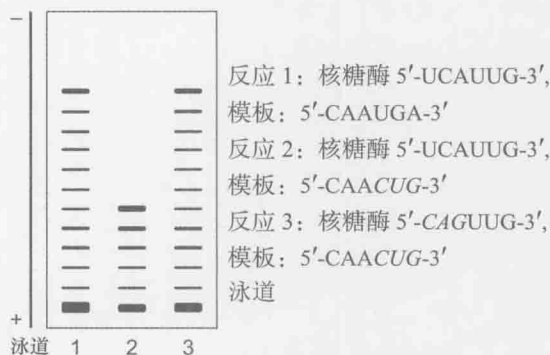 −
反应 1：核糖酶 5′-UCAUUG-3′,
模板：5′-CAAUGA-3′
反应 2：核糖酶 5′-UCAUUG-3′,
模板：5′-CAACUG-3′
反应 3：核糖酶 5′-CAGUUG-3′,
模板：5′-CAACUG-3′
泳道
+
泳道 1 2 3